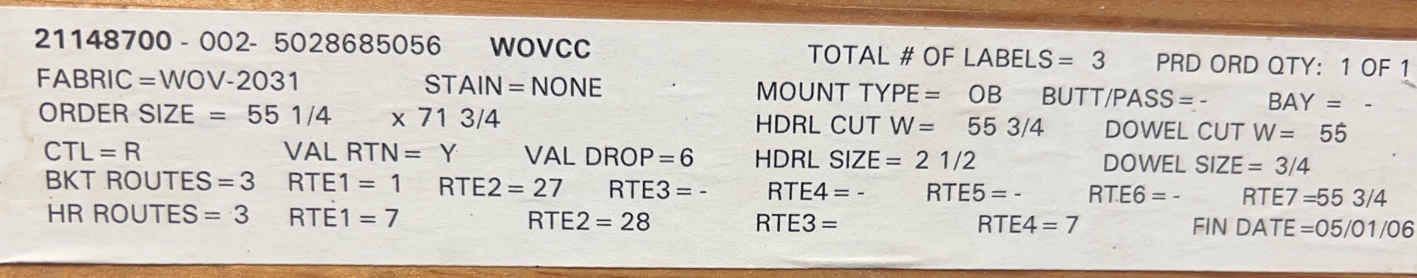 21148700 - 002- 5028685056 WOVCC TOTAL # OF LABELS = 3 PRD ORD QTY: 1 OF 1
FABRIC = WOV-2031 STAIN = NONE MOUNT TYPE = OB BUTT/PASS = - BAY = -
ORDER SIZE = 55 1/4 x 71 3/4 HDRL CUT W = 55 3/4 DOWEL CUT W = 55
CTL = R VAL RTN = Y VAL DROP = 6 HDRL SIZE = 2 1/2 DOWEL SIZE = 3/4
BKT ROUTES = 3 RTE1 = 1 RTE2 = 27 RTE3 = - RTE4 = - RTE5 = - RTE6 = - RTE7 =55 3/4
HR ROUTES = 3 RTE1 = 7 RTE2 = 28 RTE3 = RTE4 = 7 FIN DATE =05/01/06